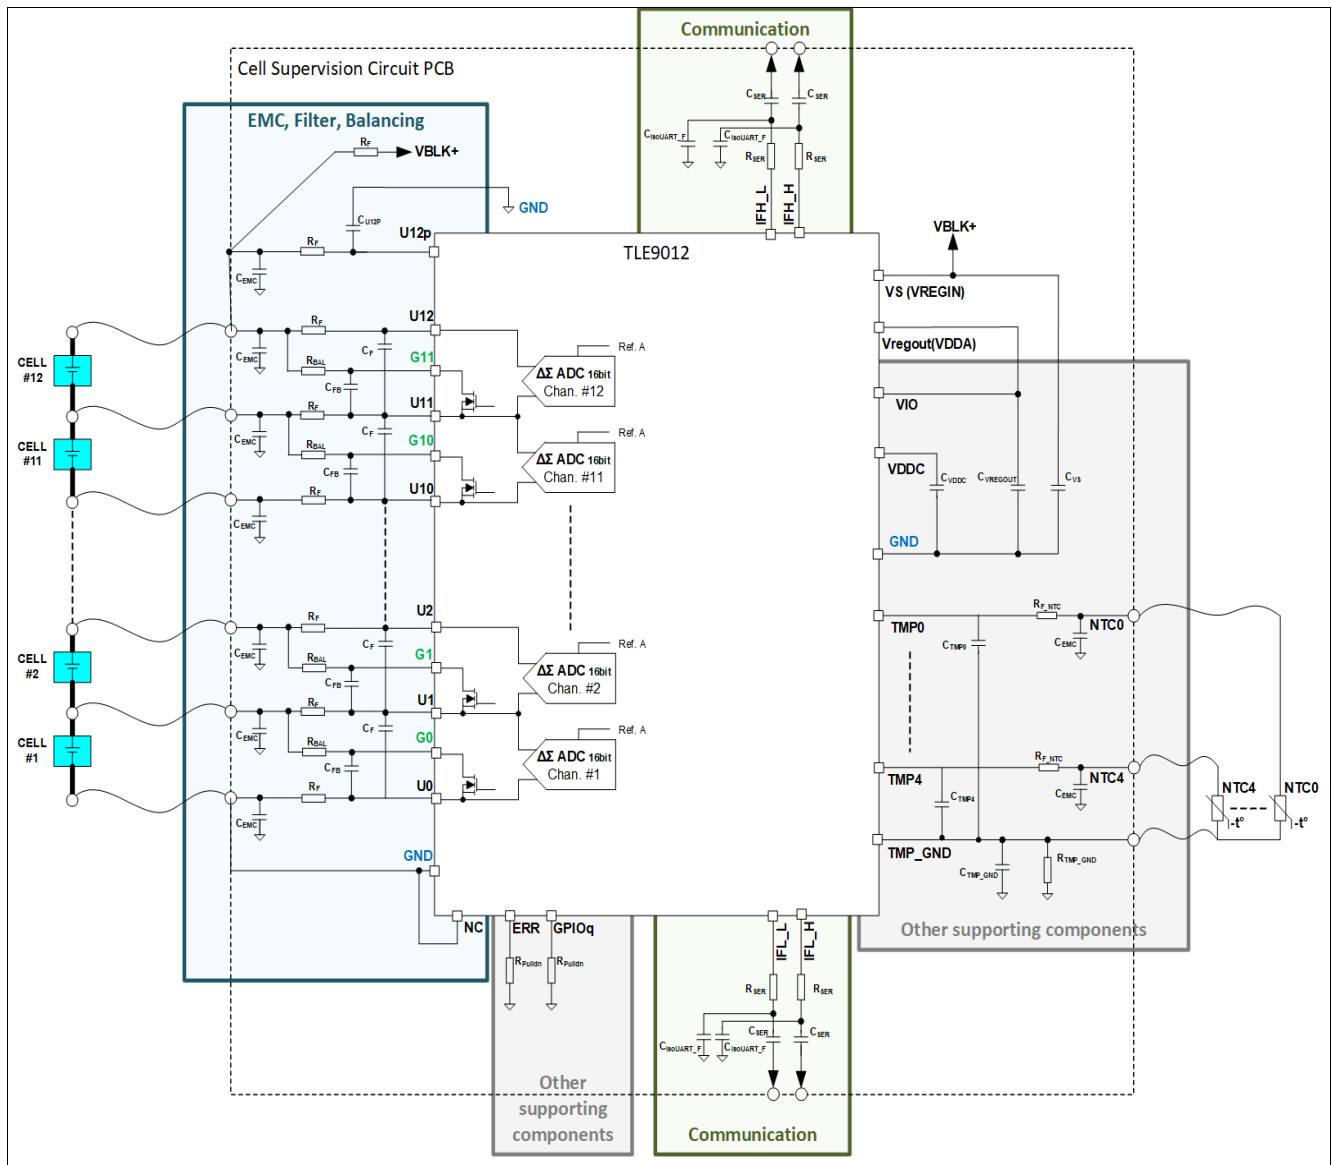 Communication
Cell Supervision Circuit PCB
EMC, Filter, Balancing
CSER
CSER
CIsoUART_F
CIsoUART_F
RSER
RSER
IFH_L
IFH_H
RF
VBLK+
CU12P
GND
U12p
RF
CEMC
TLE9012
VBLK+
VS (VREGIN)
Vregout(VDDA)
VIO
VDDC
CVDDC
CVREGOUT
CVS
GND
CELL
#12
RF
U12
CEMC
CF
RBAL
G11
CFB
Ref. A
ΔΣ ADC 16bit
Chan. #12
RF
U11
CELL
#11
CEMC
CF
RBAL
G10
CFB
Ref. A
ΔΣ ADC 16bit
Chan. #11
RF
U10
CEMC
RF
U2
CELL
#2
CEMC
CF
RBAL
G1
CFB
Ref. A
ΔΣ ADC 16bit
Chan. #2
RF
U1
CELL
#1
CEMC
CF
RBAL
G0
CFB
Ref. A
ΔΣ ADC 16bit
Chan. #1
RF
U0
CEMC
GND
NC
TMP0
CTMP0
RF_NTC
CEMC
NTC0
TMP4
CTMP4
RF_NTC
CEMC
NTC4
NTC4
NTC0
-tº
-tº
TMP_GND
CTMP_GND
RTMP_GND
Other supporting components
ERR
GPIOq
RPulldn
RPulldn
IFL_L
IFL_H
RSER
RSER
CSER
CSER
CIsoUART_F
CIsoUART_F
Other
supporting
components
Communication